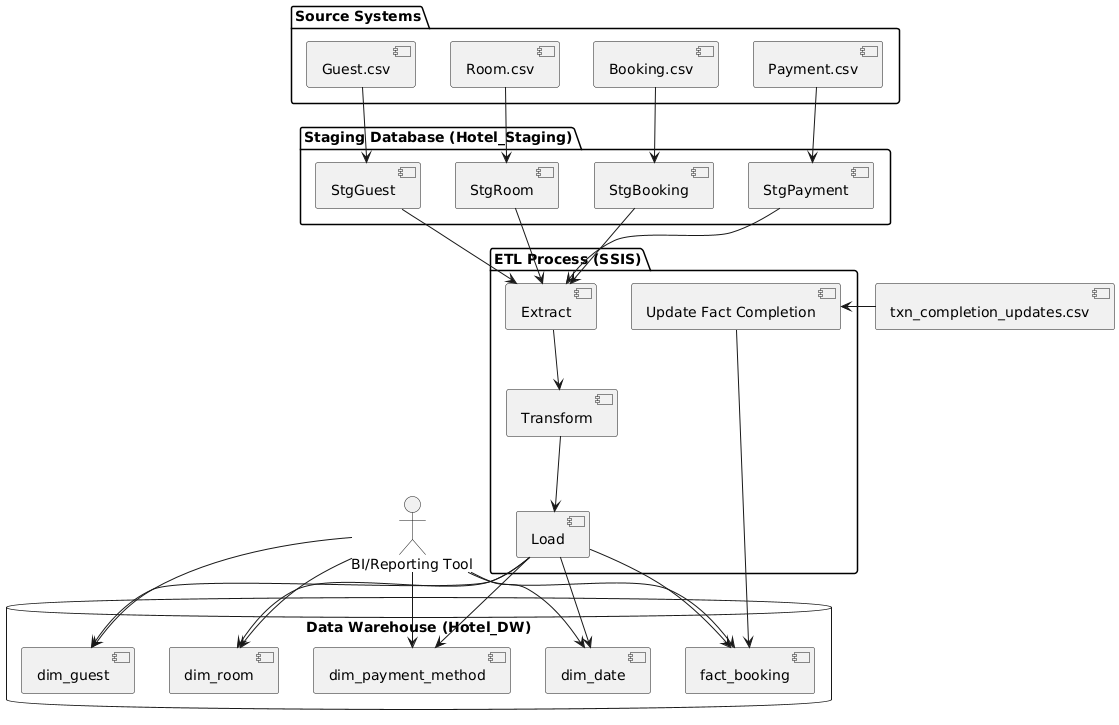 Source Systems
Guest.csv
Room.csv
Booking.csv
Payment.csv
Staging Database (Hotel_Staging)
StgGuest
StgRoom
StgBooking
StgPayment
ETL Process (SSIS)
Extract
Update Fact Completion
txn_completion_updates.csv
Transform
Load
BI/Reporting Tool
Data Warehouse (Hotel_DW)
dim_guest
dim_room
dim_payment_method
dim_date
fact_booking